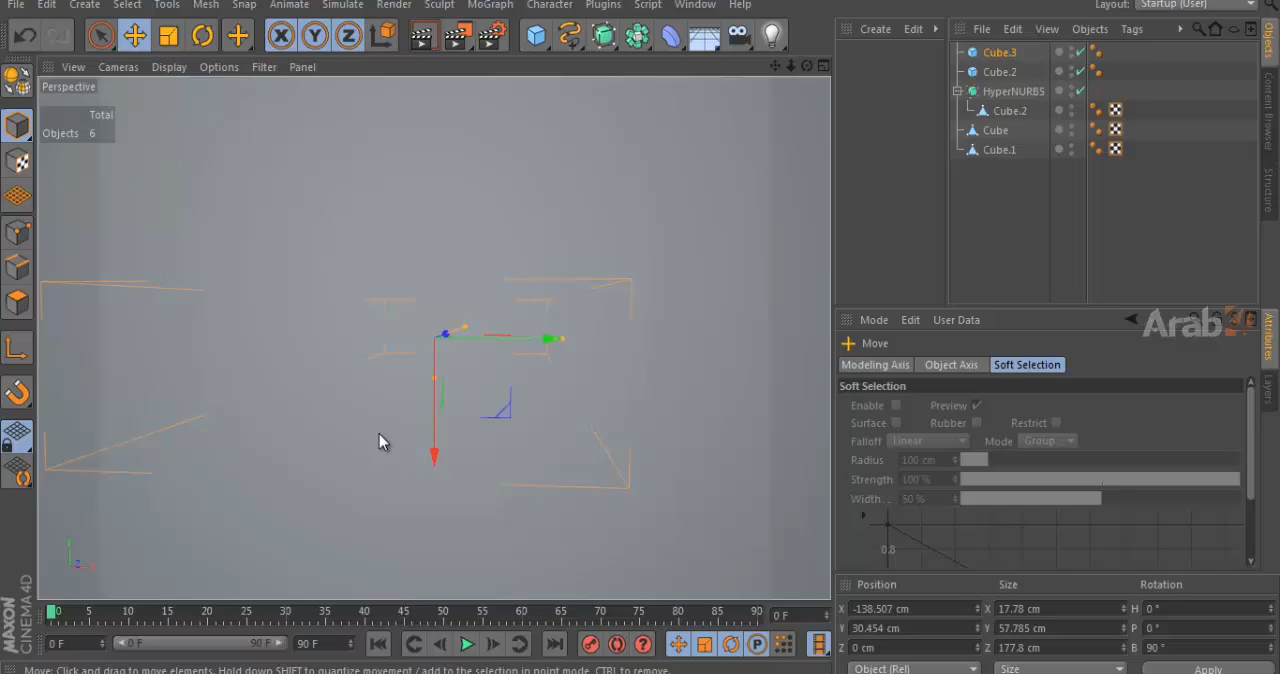 File Edit Create Select Tools Mesh Snap Animate Simulate Render Sculpt MoGraph Character Plugins Script Window Help
Layout: Startup (User)
File Edit
File Edit View Objects Tags
View Cameras Display Options Filter Panel
Perspective
Total
Objects 6
Cube.3
Cube.2
HyperNURBS
Cube.2
Cube
Cube.1
Objects
Content Browser
Structure
Mode Edit User Data
Arab
Move
Modeling Axis Object Axis Soft Selection
Soft Selection
Enable Preview
Surface Rubber Restrict
Falloff Linear Mode Group
Radius 100 cm
Strength 100 %
Width . . 50 %
0.8
Attributes
Layers
X Y Z
Position Size Rotation
X -138.507 cm X 17.78 cm H 0 °
Y 30.454 cm Y 57.785 cm P 0 °
Z 0 cm Z 177.8 cm B 90 °
Object (Rel) Size Apply
0 5 10 15 20 25 30 35 40 45 50 55 60 65 70 75 80 85 90 0 F
0 F 0 F 90 F 90 F
P
MAXON CINEMA 4D
Move: Click and drag to move elements. Hold down SHIFT to quantize movement / add to the selection in point mode, CTRL to remove.